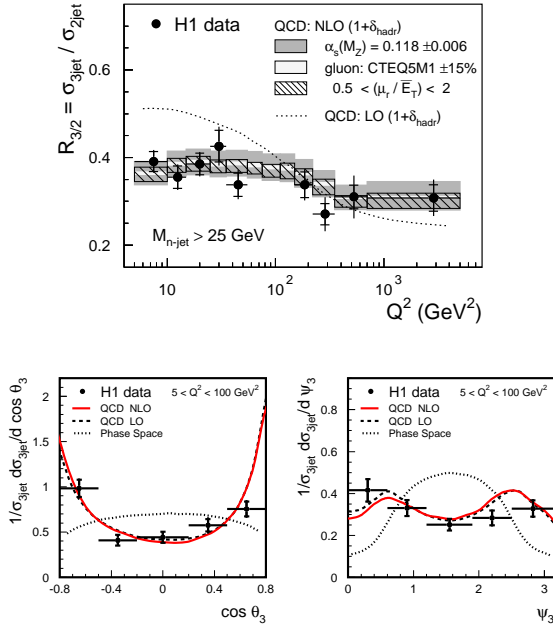 H1 data
QCD: NLO (1+δhadr)
αs(MZ) = 0.118 ±0.006
gluon: CTEQ5M1 ±15%
0.5 < (μr / E̅T) < 2
QCD: LO (1+δhadr)
R3/2 = σ3jet / σ2jet
0.6
0.4
0.2
Mn-jet > 25 GeV
10 10² 10³
Q² (GeV²)
H1 data 5 < Q² < 100 GeV²
QCD NLO
QCD LO
Phase Space
1/σ3jet dσ3jet/d cos θ3
2
1.5
1
0.5
0
-0.8 -0.4 0 0.4 0.8
cos θ3
H1 data 5 < Q² < 100 GeV²
QCD NLO
QCD LO
Phase Space
1/σ3jet dσ3jet/d ψ3
1
0.8
0.6
0.4
0.2
0
0 1 2 3
ψ3